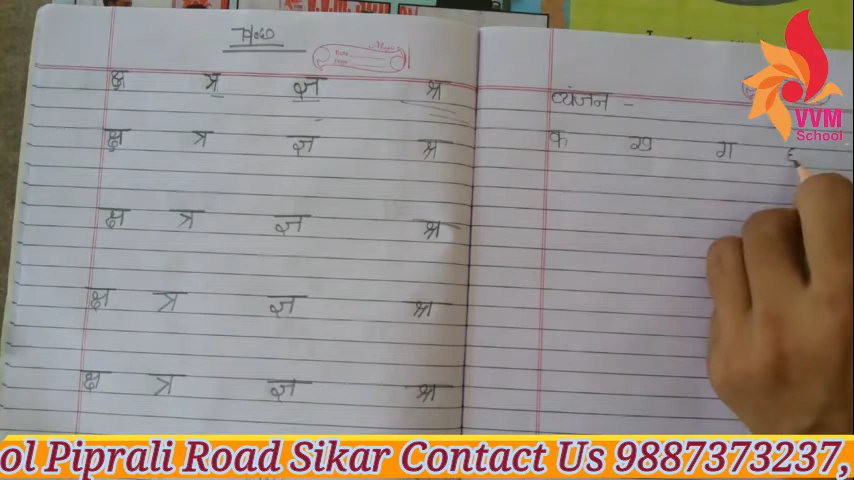 H.W
क्ष त्र ज्ञ श्र
क्ष त्र ज्ञ श्र
क्ष त्र ज्ञ श्र
क्ष त्र ज्ञ श्र
क्ष त्र ज्ञ श्र
व्यंजन -
क ख ग
VVM
School
ol Piprali Road Sikar Contact Us 9887373237,